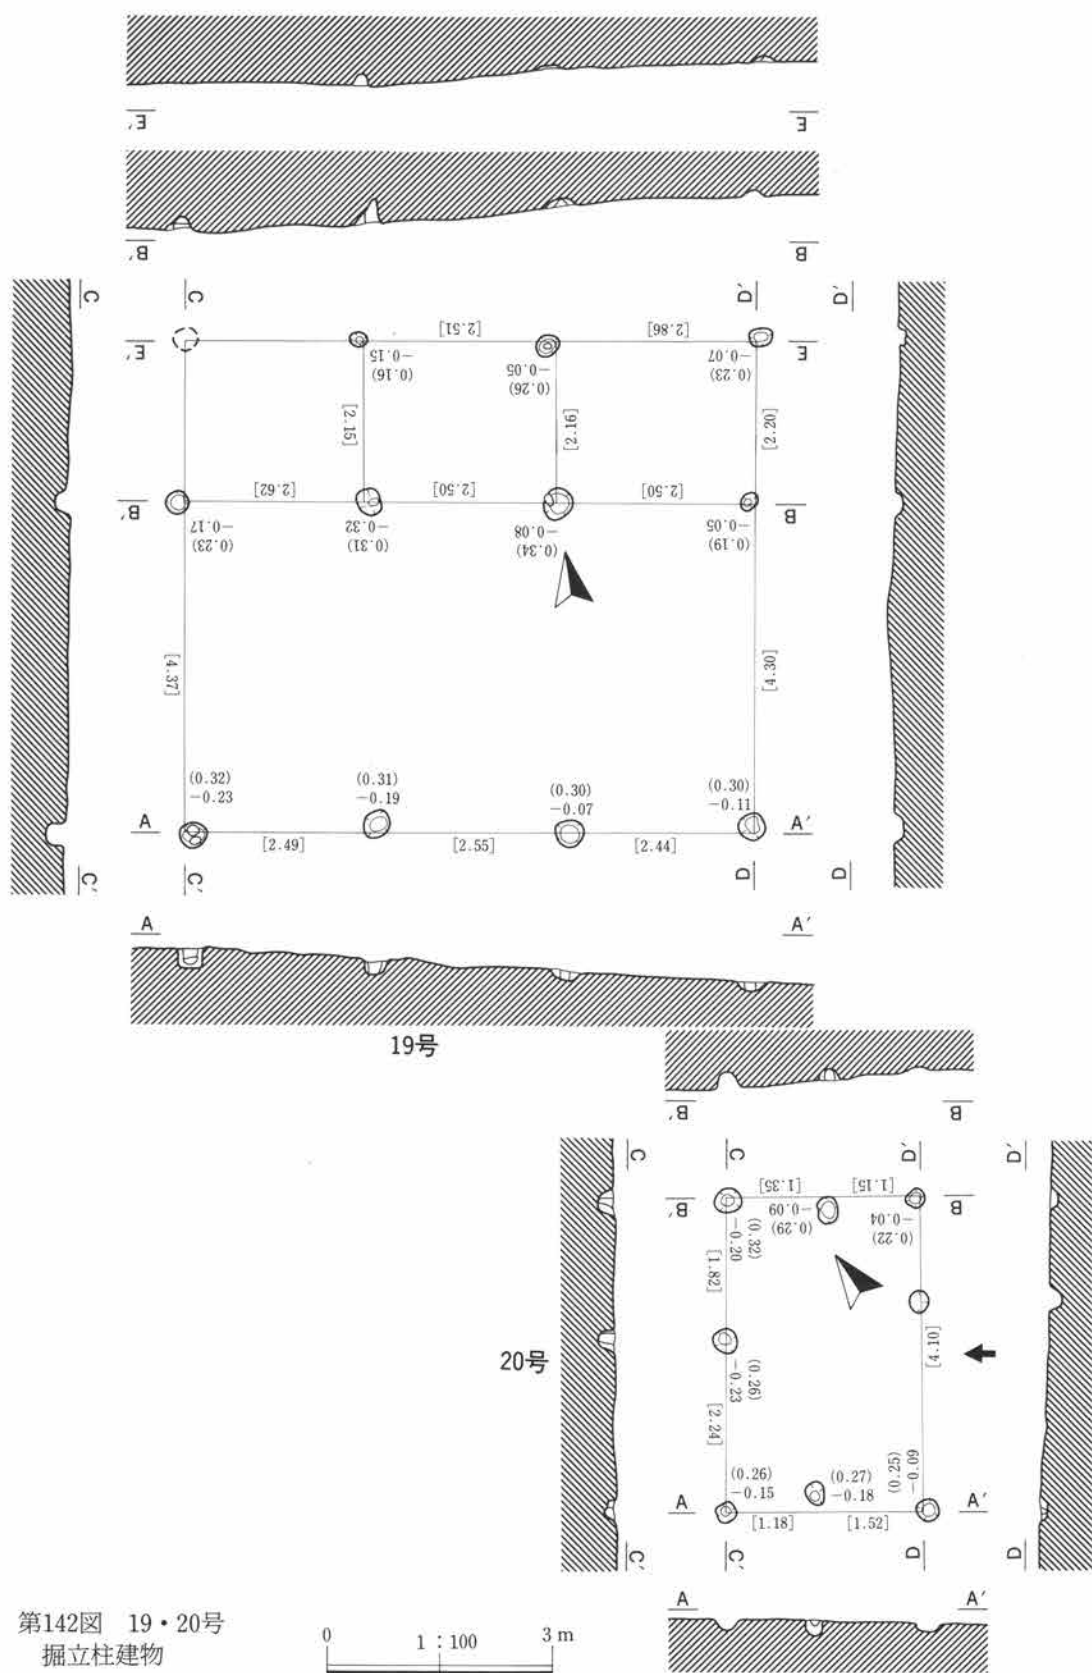 E' E
B' B
C C D' D'
E' [2.51] [2.86] E
-0.15 -0.05 -0.07
(0.16) (0.26) (0.23)
[2.15] [2.16] [2.20]
B' [2.62] [2.50] [2.50] B
-0.17 -0.32 -0.08 -0.05
(0.23) (0.31) (0.34) (0.19)
[4.37] [4.30]
(0.32) (0.31) (0.30) (0.30)
-0.23 -0.19 -0.07 -0.11
A A'
[2.49] [2.55] [2.44]
C' C' D D
A A'
19号
B' B
C C D' D'
[1.35] [1.15]
B' B
-0.09 -0.04
(0.29) (0.22)
(0.32)
-0.20
[1.82]
[4.10]
20号
(0.26)
-0.23
[2.24]
(0.25)
-0.09
(0.26) (0.27)
-0.15 -0.18
A A'
[1.18] [1.52]
C' C' D D
A A'
第142図 19・20号
掘立柱建物
0 1:100 3m